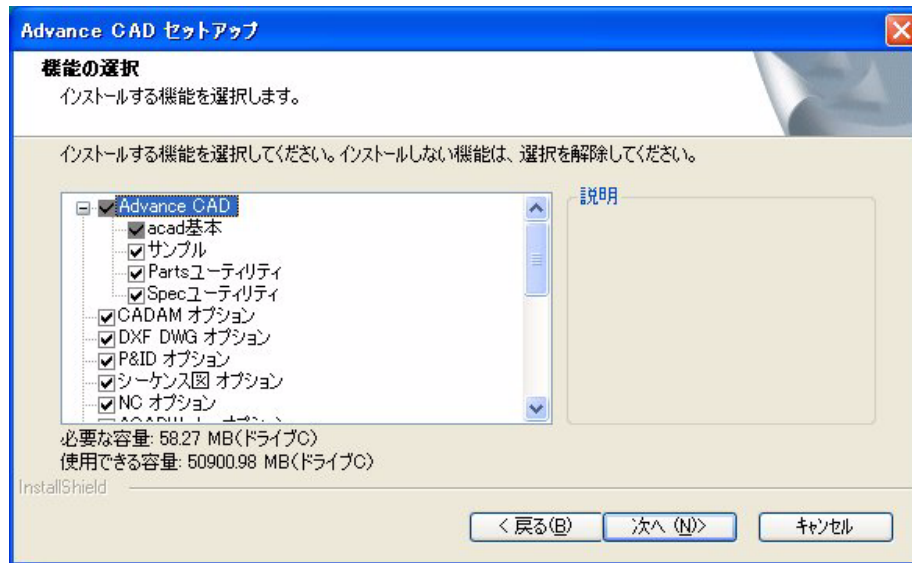 Advance CAD セットアップ
機能の選択
インストールする機能を選択します。
インストールする機能を選択してください。インストールしない機能は、選択を解除してください。
Advance CAD
acad基本
サンプル
Partsユーティリティ
Specユーティリティ
CADAM オプション
DXF DWG オプション
P&ID オプション
シーケンス図 オプション
NC オプション
説明
必要な容量: 58.27 MB(ドライブC)
使用できる容量: 50900.98 MB(ドライブC)
InstallShield
< 戻る(B)
次へ (N)>
キャンセル